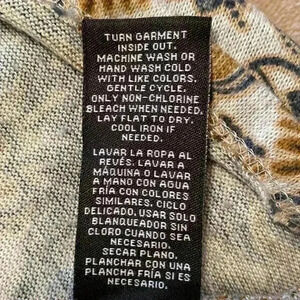 TURN GARMENT
INSIDE OUT.
MACHINE WASH OR
HAND WASH COLD
WITH LIKE COLORS.
GENTLE CYCLE.
ONLY NON-CHLORINE
BLEACH WHEN NEEDED.
LAY FLAT TO DRY.
COOL IRON IF
NEEDED.
LAVAR LA ROPA AL
REVÉS. LAVAR A
MÁQUINA O LAVAR
A MANO CON AGUA
FRÍA CON COLORES
SIMILARES. CICLO
DELICADO. USAR SOLO
BLANQUEADOR SIN
CLORO CUANDO SEA
NECESARIO.
SECAR PLANO.
PLANCHAR CON UNA
PLANCHA FRÍA SI ES
NECESARIO.